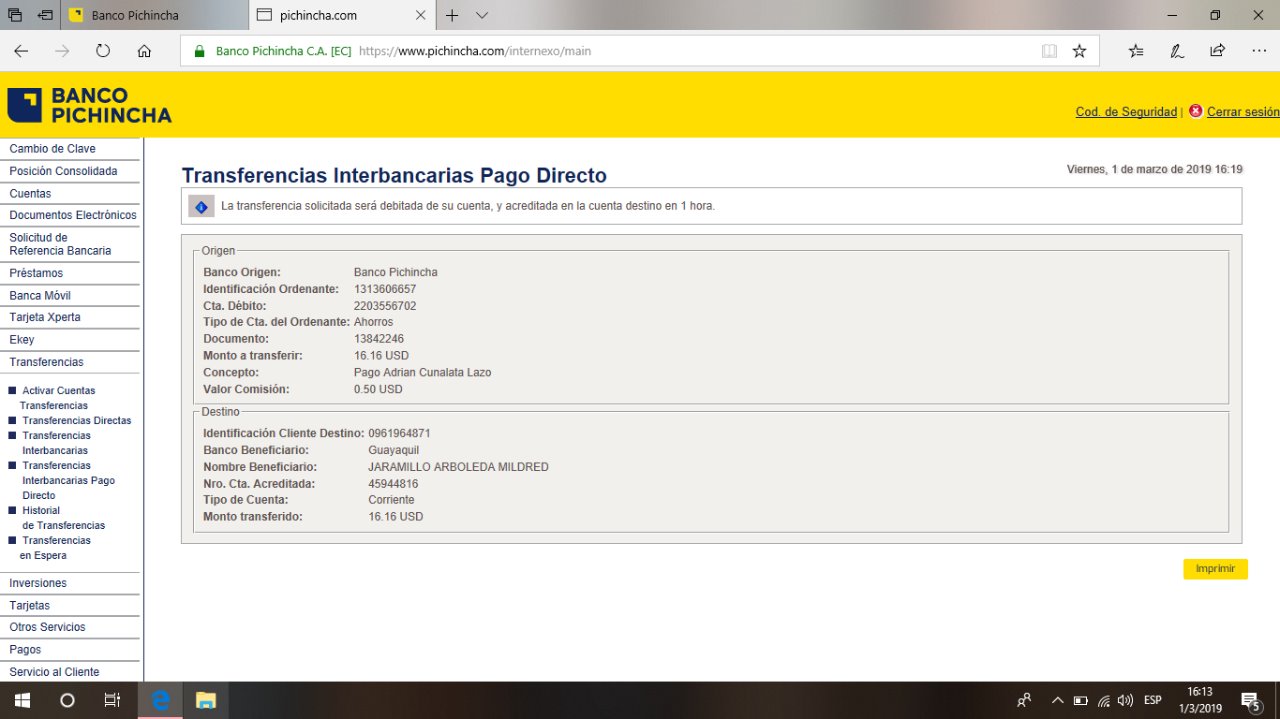 Banco Pichincha
pichincha.com
Banco Pichincha C.A. [EC] https://www.pichincha.com/internexo/main
BANCO
PICHINCHA
Cod. de Seguridad | Cerrar sesión
Cambio de Clave
Posición Consolidada
Cuentas
Documentos Electrónicos
Solicitud de
Referencia Bancaria
Préstamos
Banca Móvil
Tarjeta Xperta
Ekey
Transferencias
Activar Cuentas
Transferencias
Transferencias Directas
Transferencias
Interbancarias
Transferencias
Interbancarias Pago
Directo
Historial
de Transferencias
Transferencias
en Espera
Inversiones
Tarjetas
Otros Servicios
Pagos
Servicio al Cliente
Transferencias Interbancarias Pago Directo
Viernes, 1 de marzo de 2019 16:19
La transferencia solicitada será debitada de su cuenta, y acreditada en la cuenta destino en 1 hora.
Origen
Banco Origen: Banco Pichincha
Identificación Ordenante: 1313606657
Cta. Débito: 2203556702
Tipo de Cta. del Ordenante: Ahorros
Documento: 13842246
Monto a transferir: 16.16 USD
Concepto: Pago Adrian Cunalata Lazo
Valor Comisión: 0.50 USD
Destino
Identificación Cliente Destino: 0961964871
Banco Beneficiario: Guayaquil
Nombre Beneficiario: JARAMILLO ARBOLEDA MILDRED
Nro. Cta. Acreditada: 45944816
Tipo de Cuenta: Corriente
Monto transferido: 16.16 USD
Imprimir
ESP
16:13
1/3/2019
5